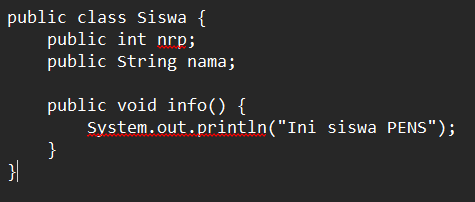 public class Siswa {
    public int nrp;
    public String nama;

    public void info() {
        System.out.println("Ini siswa PENS");
    }
}